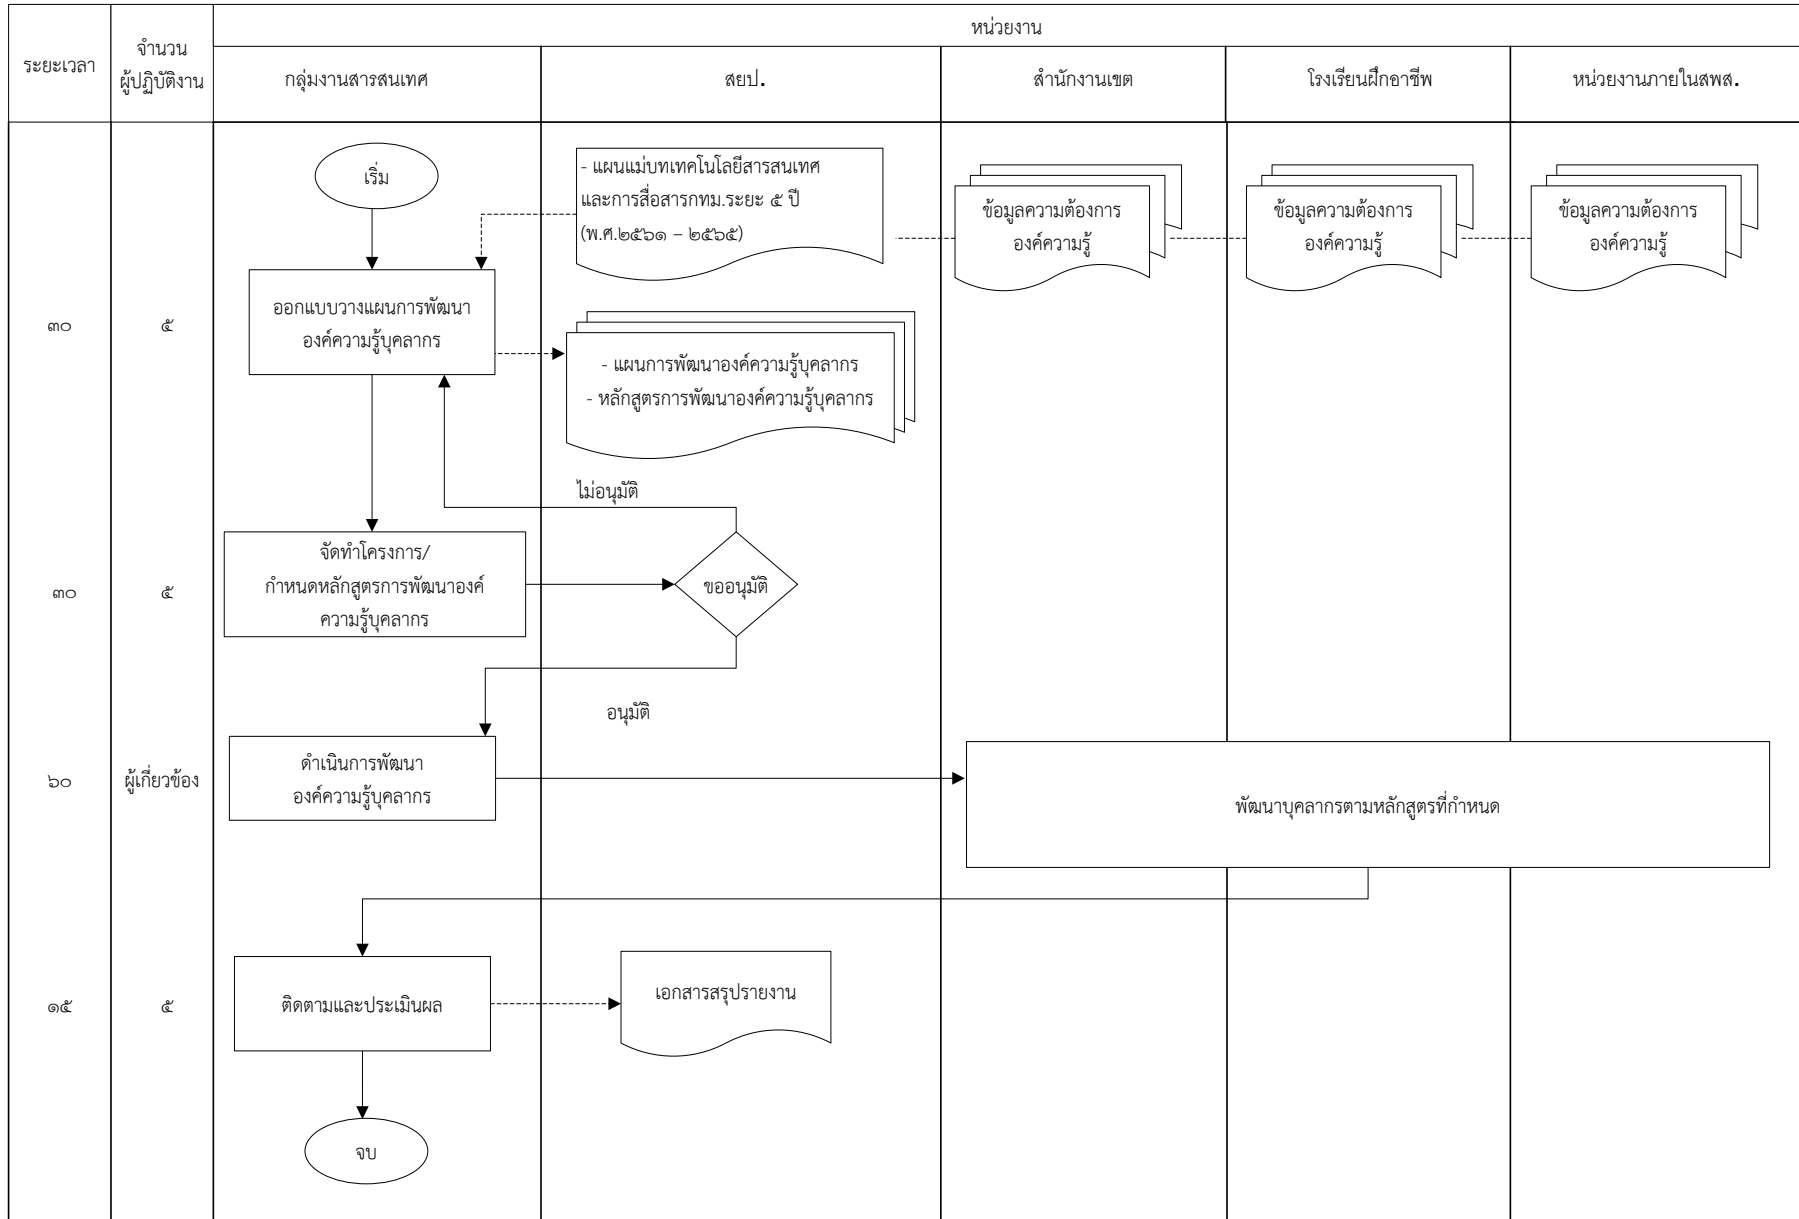 หน่วยงาน
ระยะเวลา
จำนวน
ผู้ปฏิบัติงาน
กลุ่มงานสารสนเทศ
สยป.
สำนักงานเขต
โรงเรียนฝึกอาชีพ
หน่วยงานภายในสพส.
เริ่ม
- แผนแม่บทเทคโนโลยีสารสนเทศ
และการสื่อสารกทม.ระยะ ๕ ปี
(พ.ศ.๒๕๖๑ – ๒๕๖๕)
ข้อมูลความต้องการ
องค์ความรู้
ข้อมูลความต้องการ
องค์ความรู้
ข้อมูลความต้องการ
องค์ความรู้
๓๐
๕
ออกแบบวางแผนการพัฒนา
องค์ความรู้บุคลากร
- แผนการพัฒนาองค์ความรู้บุคลากร
- หลักสูตรการพัฒนาองค์ความรู้บุคลากร
ไม่อนุมัติ
๓๐
๕
จัดทำโครงการ/
กำหนดหลักสูตรการพัฒนาองค์
ความรู้บุคลากร
ขออนุมัติ
อนุมัติ
๖๐
ผู้เกี่ยวข้อง
ดำเนินการพัฒนา
องค์ความรู้บุคลากร
พัฒนาบุคลากรตามหลักสูตรที่กำหนด
๑๕
๕
ติดตามและประเมินผล
เอกสารสรุปรายงาน
จบ